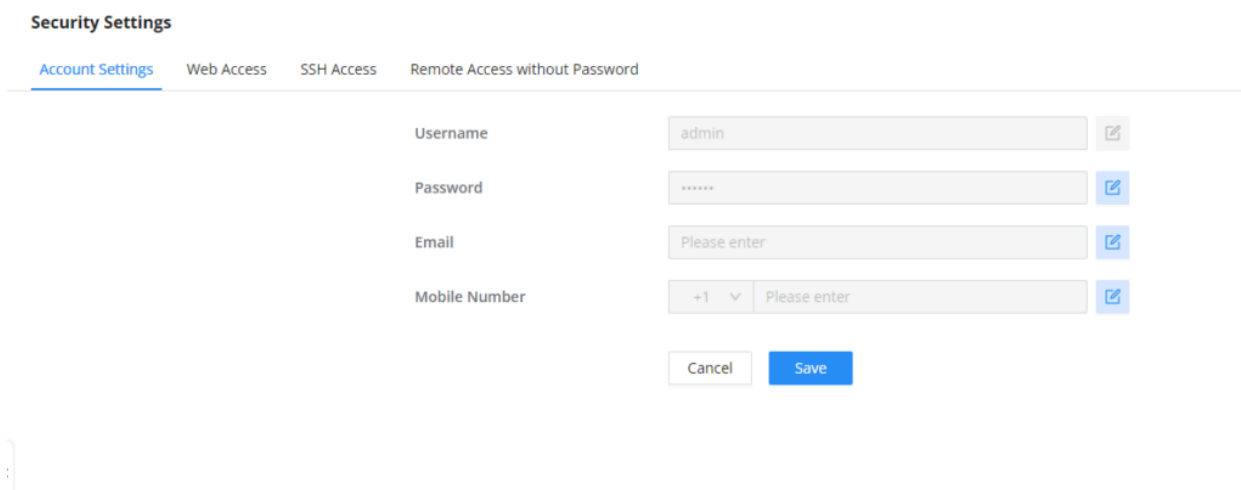 Security Settings
Account Settings Web Access SSH Access Remote Access without Password
Username admin
Password ••••••
Email Please enter
Mobile Number +1 Please enter
Cancel Save